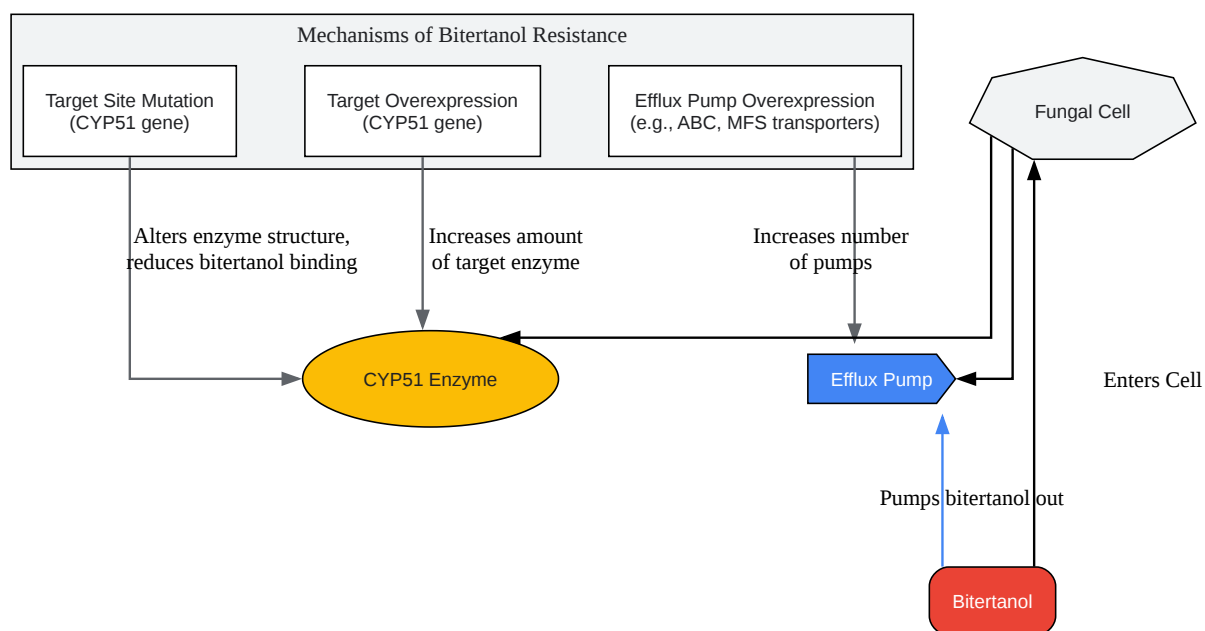 Mechanisms of Bitertanol Resistance
Target Site Mutation
(CYP51 gene)
Target Overexpression
(CYP51 gene)
Efflux Pump Overexpression
(e.g., ABC, MFS transporters)
Fungal Cell
Alters enzyme structure,
reduces bitertanol binding
Increases amount
of target enzyme
Increases number
of pumps
CYP51 Enzyme
Efflux Pump
Enters Cell
Pumps bitertanol out
Bitertanol